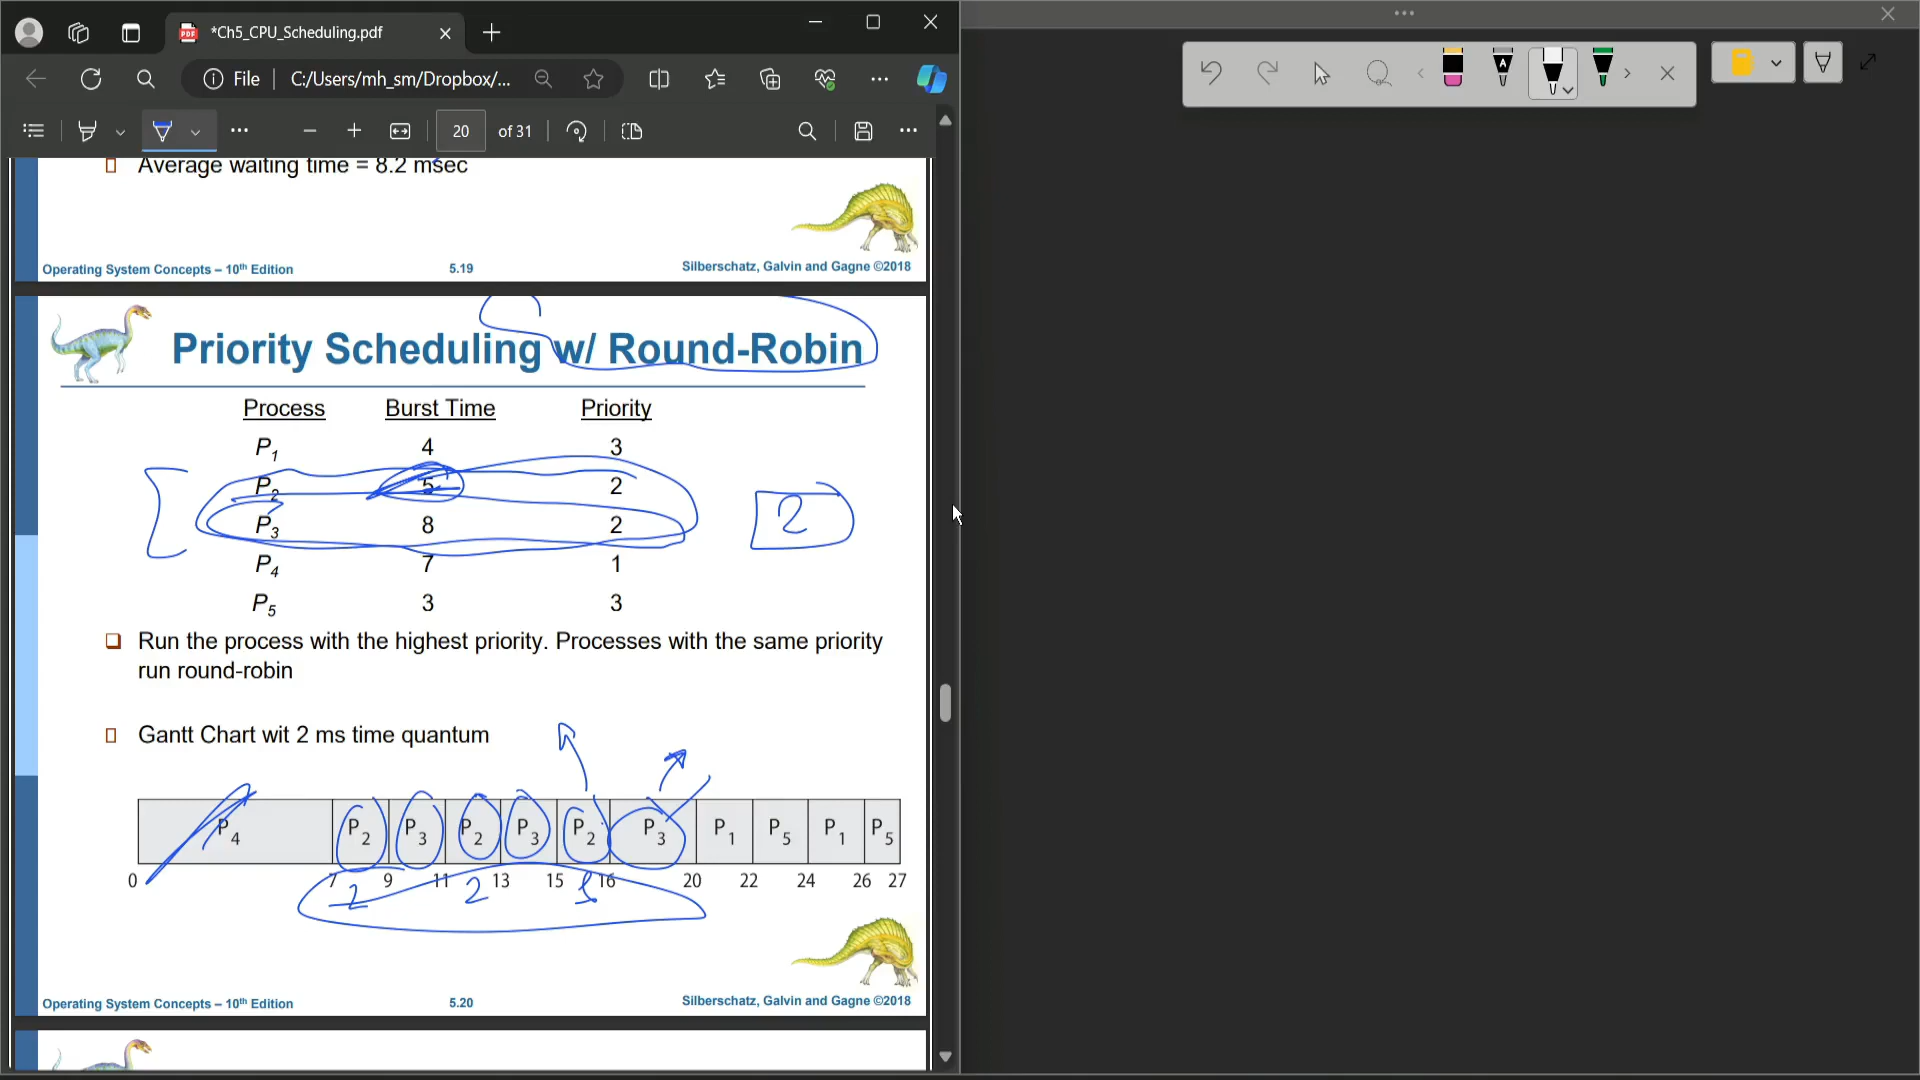 *Ch5_CPU_Scheduling.pdf
File
C:/Users/mh_sm/Dropbox/...
20 of 31
Average waiting time = 8.2 msec
Operating System Concepts – 10th Edition 5.19 Silberschatz, Galvin and Gagne ©2018
Priority Scheduling w/ Round-Robin
Process Burst Time Priority
P1 4 3
P2 5 2
P3 8 2
2
P4 7 1
P5 3 3
Run the process with the highest priority. Processes with the same priority
run round-robin
Gantt Chart wit 2 ms time quantum
P4 P2 P3 P2 P3 P2 P3 P1 P5 P1 P5
0 7 9 11 13 15 16 20 22 24 26 27
2 2
Operating System Concepts – 10th Edition 5.20 Silberschatz, Galvin and Gagne ©2018